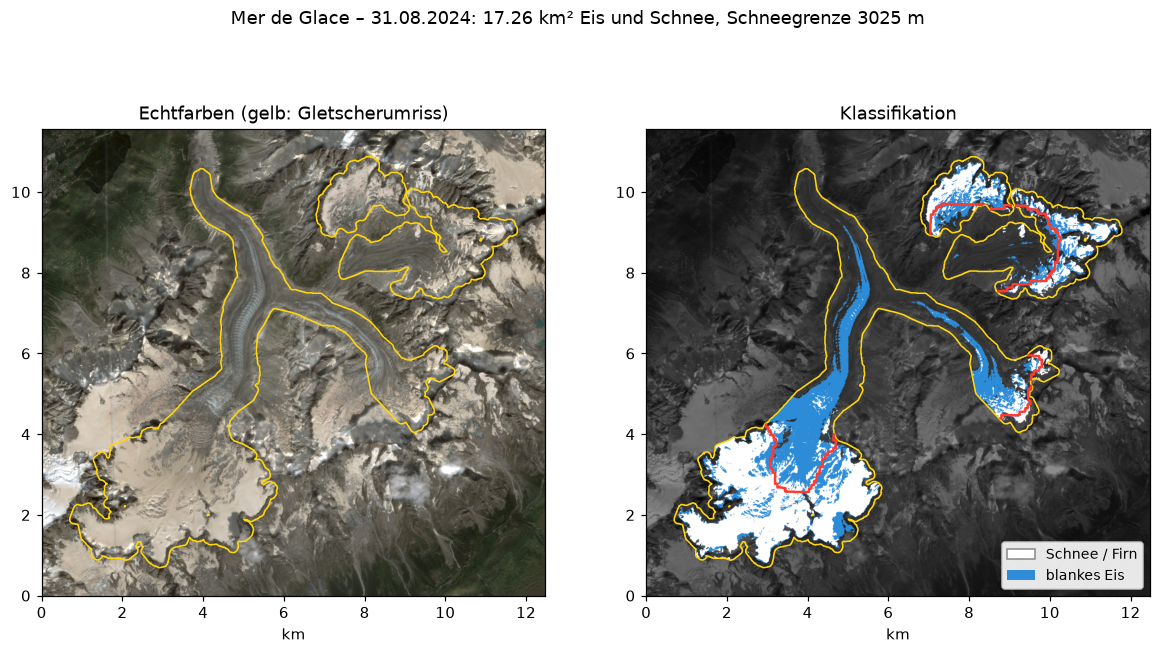 Mer de Glace – 31.08.2024: 17.26 km² Eis und Schnee, Schneegrenze 3025 m
Echtfarben (gelb: Gletscherumriss)
10
8
6
4
2
0
0 2 4 6 8 10 12
km
Klassifikation
10
8
6
4
2
0
Schnee / Firn
blankes Eis
0 2 4 6 8 10 12
km